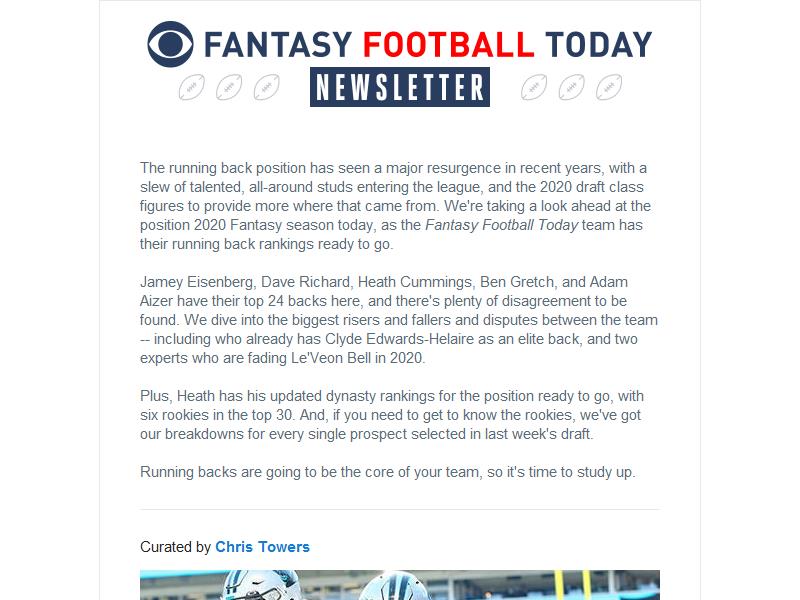 FANTASY FOOTBALL TODAY
NEWSLETTER
The running back position has seen a major resurgence in recent years, with a
slew of talented, all-around studs entering the league, and the 2020 draft class
figures to provide more where that came from. We're taking a look ahead at the
position 2020 Fantasy season today, as the Fantasy Football Today team has
their running back rankings ready to go.
Jamey Eisenberg, Dave Richard, Heath Cummings, Ben Gretch, and Adam
Aizer have their top 24 backs here, and there's plenty of disagreement to be
found. We dive into the biggest risers and fallers and disputes between the team
-- including who already has Clyde Edwards-Helaire as an elite back, and two
experts who are fading Le'Veon Bell in 2020.
Plus, Heath has his updated dynasty rankings for the position ready to go, with
six rookies in the top 30. And, if you need to get to know the rookies, we've got
our breakdowns for every single prospect selected in last week's draft.
Running backs are going to be the core of your team, so it's time to study up.
Curated by Chris Towers